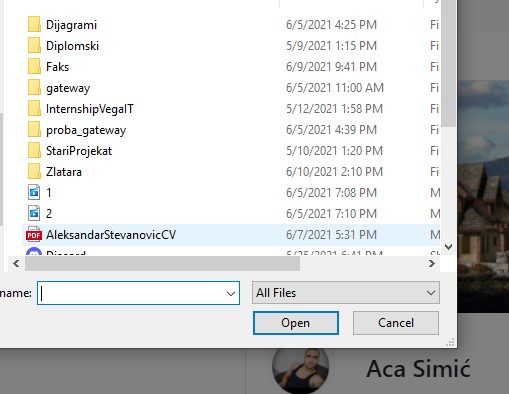 Dijagrami 6/5/2021 4:25 PM Fi
Diplomski 5/9/2021 1:15 PM Fi
Faks 6/9/2021 9:41 PM Fi
gateway 6/5/2021 11:00 AM Fi
InternshipVegaIT 5/12/2021 1:58 PM Fi
proba_gateway 6/5/2021 4:39 PM Fi
StariProjekat 5/10/2021 1:20 PM Fi
Zlatara 6/10/2021 2:10 PM Fi
1 6/5/2021 7:08 PM M
2 6/5/2021 7:10 PM M
PDF AleksandarStevanovicCV 6/7/2021 5:31 PM M
Discord 5/25/2021 6:41 PM Sh
name: All Files
Open Cancel
Aca Simić